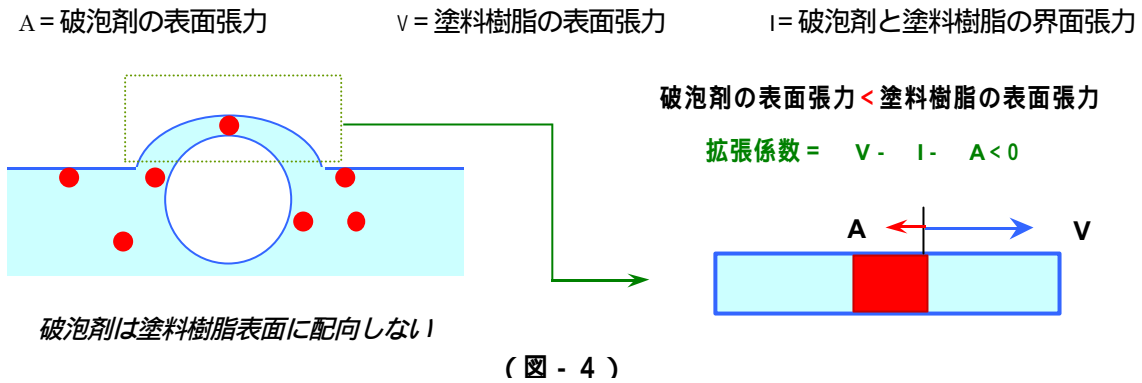 A=破泡剤の表面張力 V=塗料樹脂の表面張力 I=破泡剤と塗料樹脂の界面張力
破泡剤の表面張力<塗料樹脂の表面張力
拡張係数= V- I- A<0
A V
破泡剤は塗料樹脂表面に配向しない
(図-4)